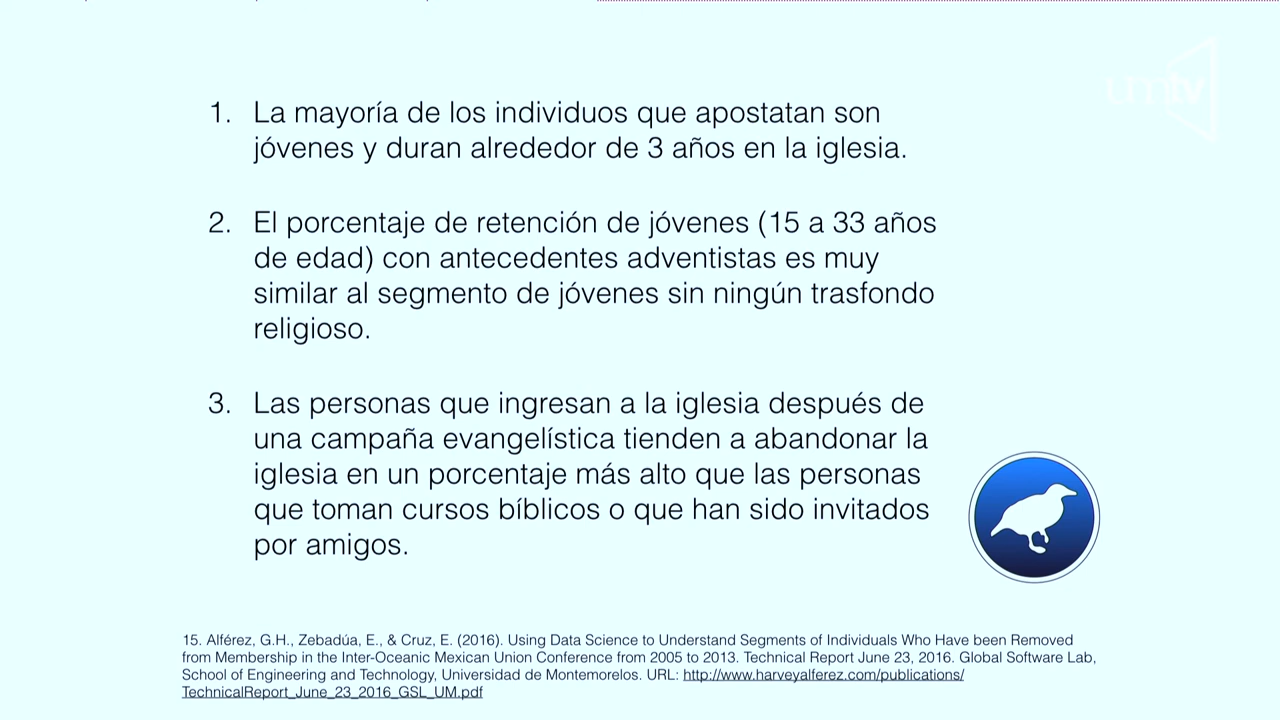 1. La mayoría de los individuos que apostatan son
jóvenes y duran alrededor de 3 años en la iglesia.
2. El porcentaje de retención de jóvenes (15 a 33 años
de edad) con antecedentes adventistas es muy
similar al segmento de jóvenes sin ningún trasfondo
religioso.
3. Las personas que ingresan a la iglesia después de
una campaña evangelística tienden a abandonar la
iglesia en un porcentaje más alto que las personas
que toman cursos bíblicos o que han sido invitados
por amigos.
15. Alférez, G.H., Zebadúa, E., & Cruz, E. (2016). Using Data Science to Understand Segments of Individuals Who Have been Removed
from Membership in the Inter-Oceanic Mexican Union Conference from 2005 to 2013. Technical Report June 23, 2016. Global Software Lab,
School of Engineering and Technology, Universidad de Montemorelos. URL: http://www.harveyalferez.com/publications/
TechnicalReport_June_23_2016_GSL_UM.pdf